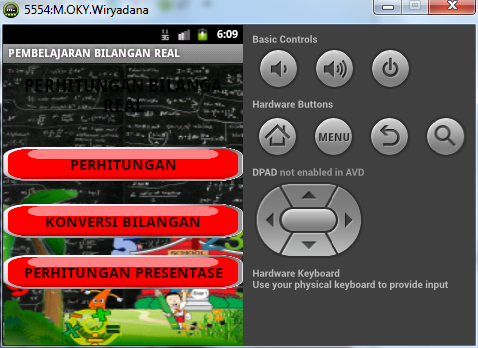 5554:M.OKY.Wiryadana
3G
6:09
PEMBELAJARAN BILANGAN REAL
PERHITUNGAN BILANGA
REAL
PERHITUNGAN
KONVERSI BILANGAN
PERHITUNGAN PRESENTASE
Basic Controls
Hardware Buttons
MENU
DPAD not enabled in AVD
Hardware Keyboard
Use your physical keyboard to provide input